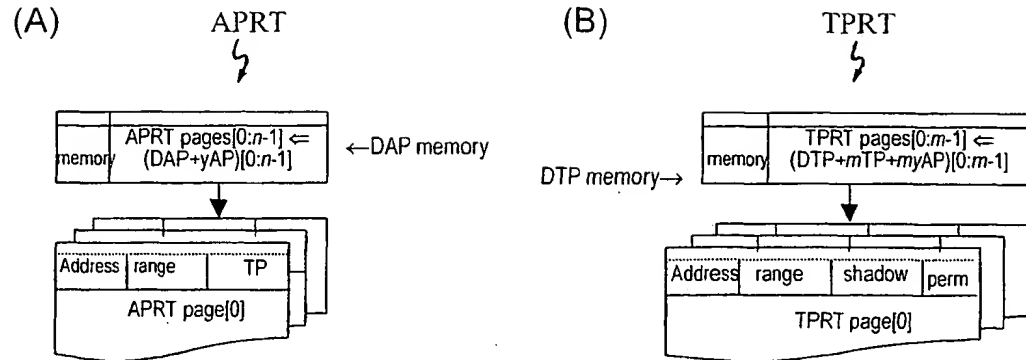 (A) APRT
memory APRT pages[0:n-1] ⇐
(DAP+yAP)[0:n-1]
←DAP memory
Address range TP
APRT page[0]
(B) TPRT
memory TPRT pages[0:m-1] ⇐
(DTP+mTP+myAP)[0:m-1]
DTP memory→
Address range shadow perm
TPRT page[0]